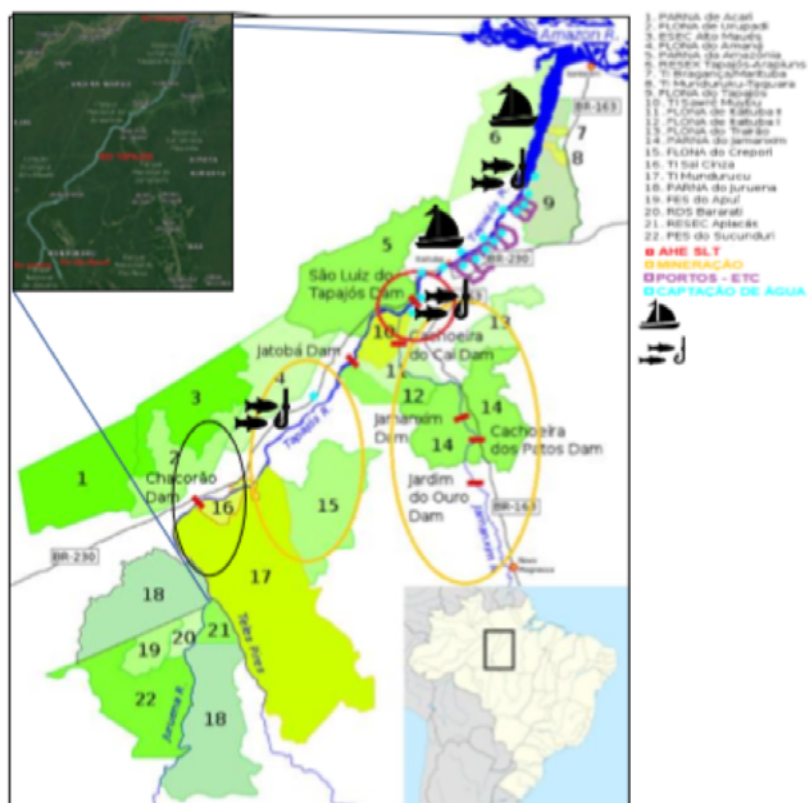 Amazon R.
BR-163
6
7
8
9
Tapajós R.
5
BR-230
São Luiz do
Tapajós Dam
10
13
Cachoeira
do Caí Dam
Jatobá Dam
11
4
3
12
14
Jamanxim
Dam
14
Cachoeira
dos Patos Dam
Tapajós R.
2
1
Chacorão
Dam
16
15
Jardim
do Ouro
Dam
BR-163
Jamanxim R.
BR-230
17
18
Teles Pires
20
21
19
22
Juruena R.
18
1. PARNA de Acari
2. FLONA de Urupadi
3. ESEC Alto Maués
4. FLONA do Amanã
5. PARNA da Amazônia
6. RESEX Tapajós-Arapiuns
7. TI Bragança/Marituba
8. TI Munduruku-Taquara
9. FLONA do Tapajós
10. TI Sawré Muybu
11. FLONA de Itaituba II
12. FLONA de Itaituba I
13. FLONA do Trairão
14. PARNA do Jamanxim
15. FLONA do Crepori
16. TI Sai Cinza
17. TI Mundurucu
18. PARNA do Juruena
19. FES do Apuí
20. RDS Bararati
21. RESEC Apiacás
22. PES do Sucunduri
AHE SLT
MINERAÇÃO
PORTOS - ETC
CAPTAÇÃO DE ÁGUA